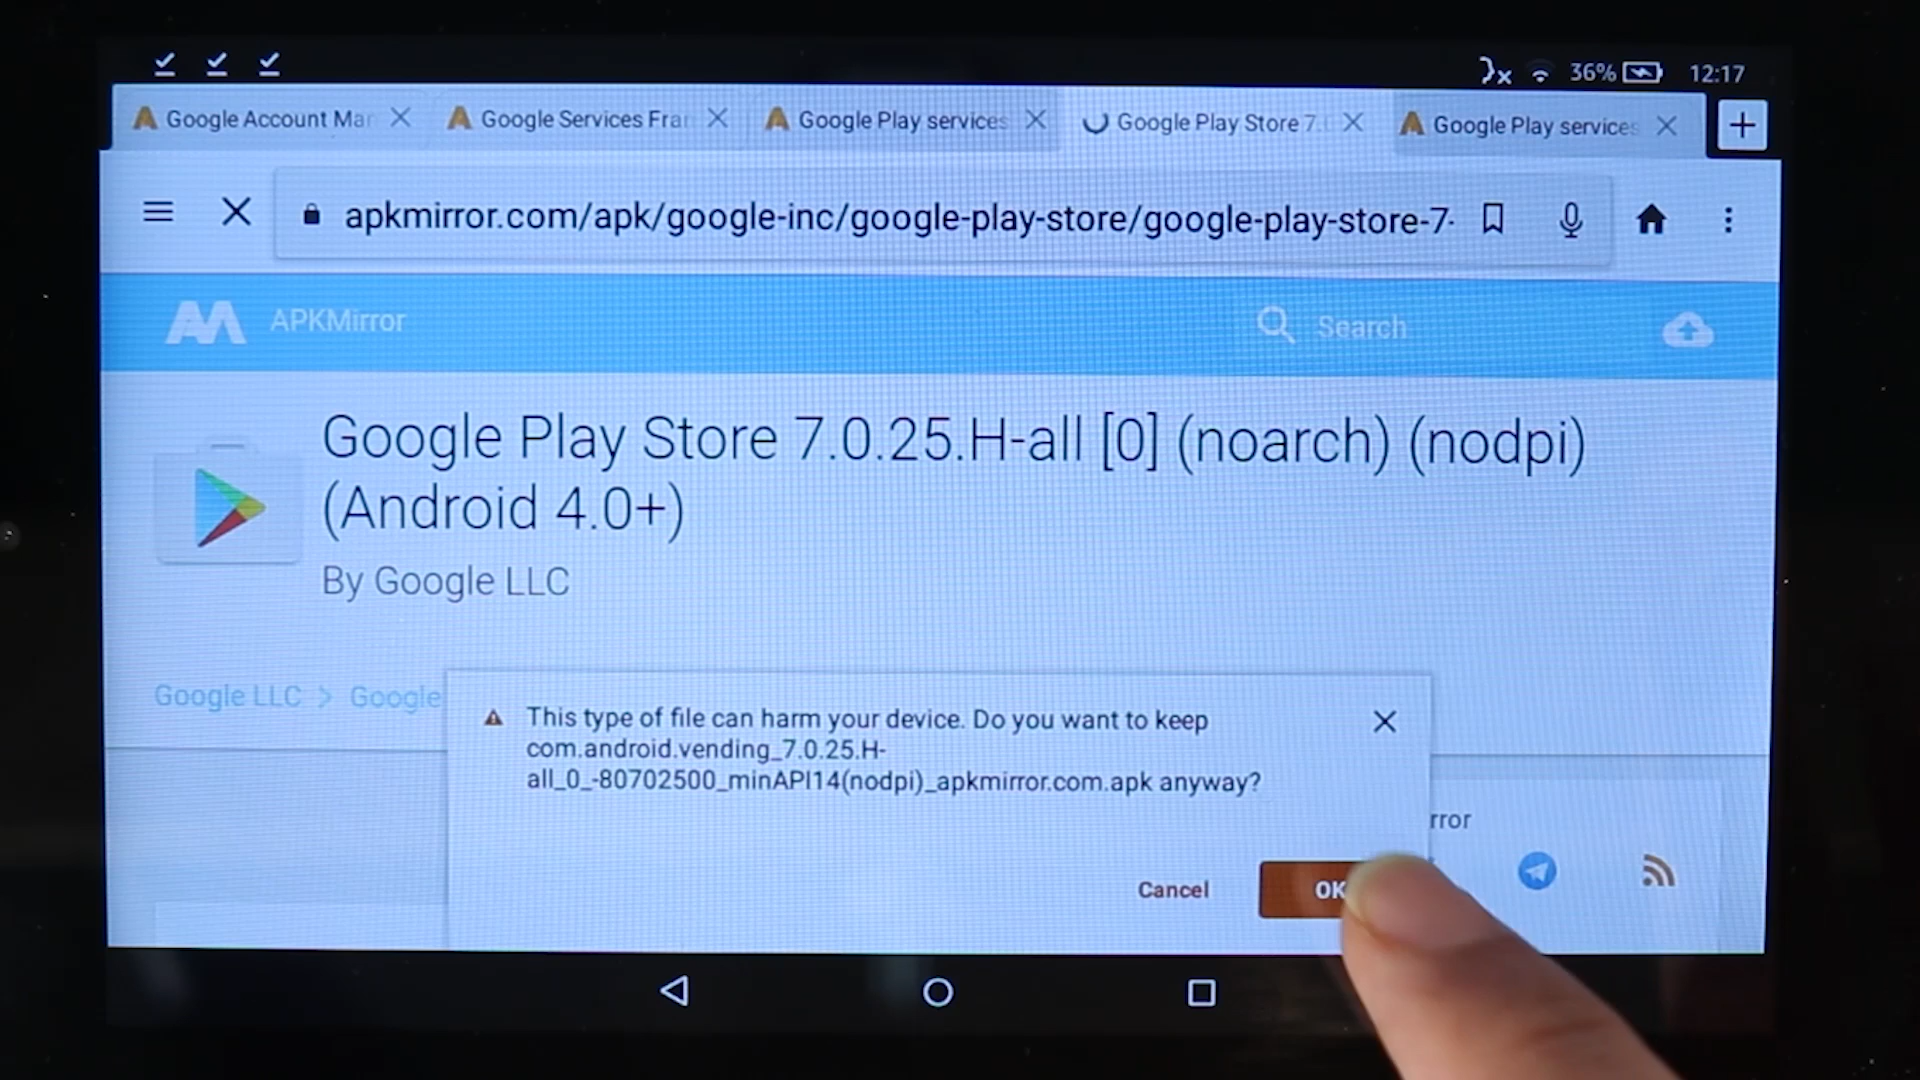 36% 12:17
Google Account Mar
Google Services Fra
Google Play services
Google Play Store 7.
Google Play services
apkmirror.com/apk/google-inc/google-play-store/google-play-store-7-
APKMirror
Search
Google Play Store 7.0.25.H-all [0] (noarch) (nodpi)
(Android 4.0+)
By Google LLC
Google LLC > Google
This type of file can harm your device. Do you want to keep
com.android.vending_7.0.25.H-
all_0_-80702500_minAPI14(nodpi)_apkmirror.com.apk anyway?
rror
Cancel
OK